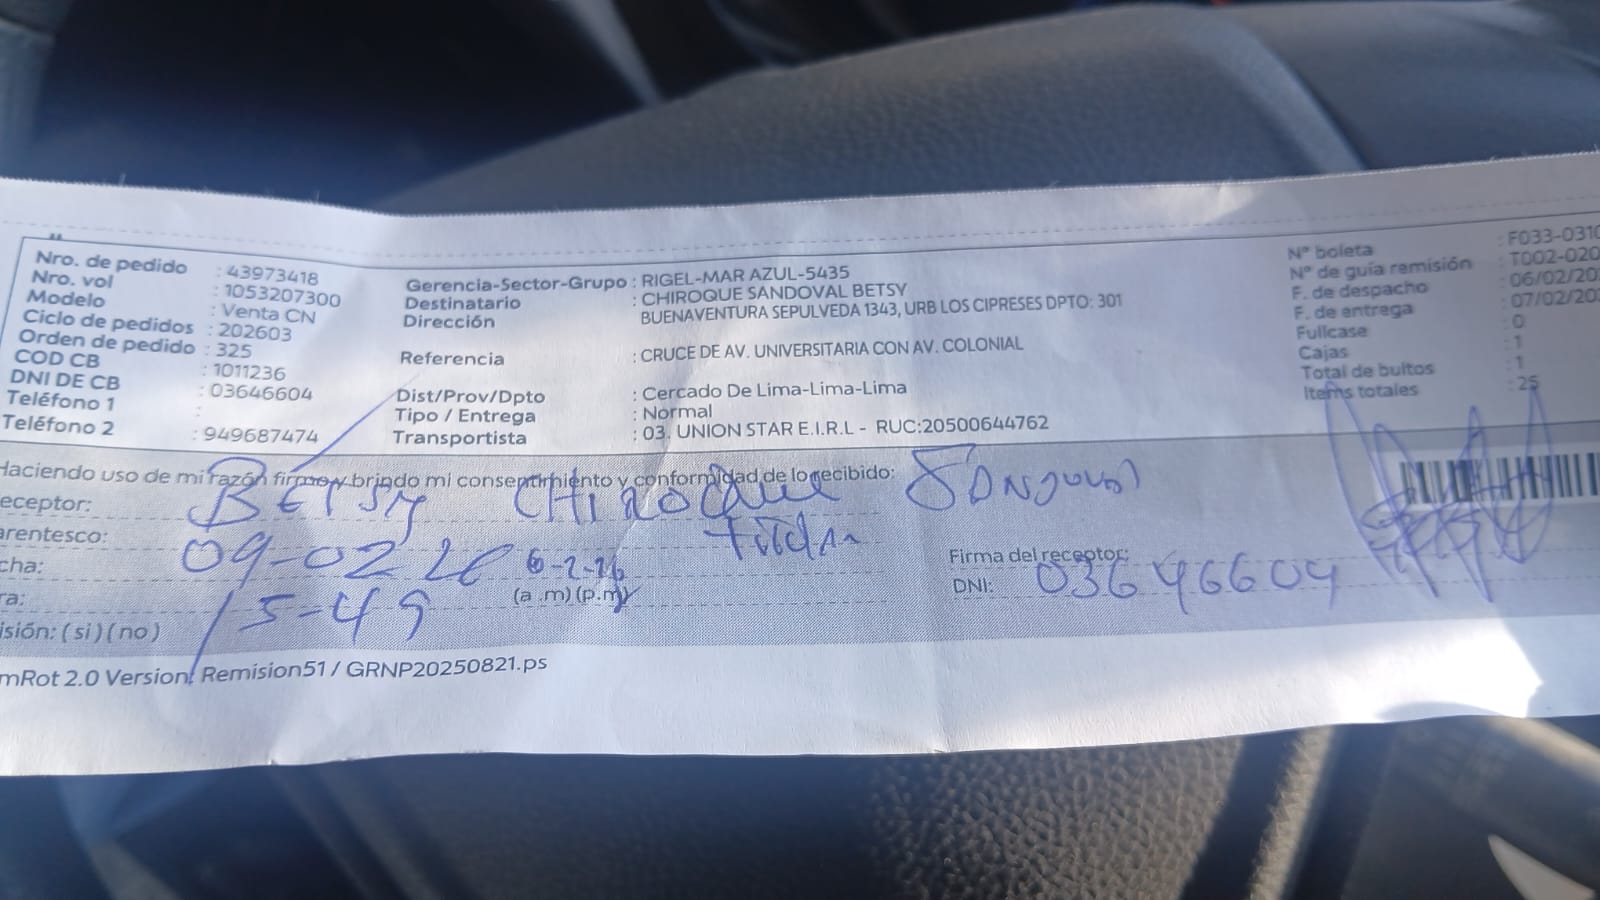 Nro. de pedido : 43973418
Nro. vol : 1053207300
Modelo : Venta CN
Ciclo de pedidos : 202603
Orden de pedido : 325
COD CB : 1011236
DNI DE CB : 03646604
Teléfono 1 :
Teléfono 2 : 949687474
Gerencia-Sector-Grupo : RIGEL-MAR AZUL-5435
Destinatario : CHIROQUE SANDOVAL BETSY
Dirección : BUENAVENTURA SEPULVEDA 1343, URB LOS CIPRESES DPTO: 301
Referencia : CRUCE DE AV. UNIVERSITARIA CON AV. COLONIAL
Dist/Prov/Dpto : Cercado De Lima-Lima-Lima
Tipo / Entrega : Normal
Transportista : 03. UNION STAR E.I.R.L - RUC:20500644762
N° boleta : F033-0310
N° de guía remisión : T002-020
F. de despacho : 06/02/20
F. de entrega : 07/02/20
Fullcase : 0
Cajas : 1
Total de bultos : 1
Items totales : 25
Haciendo uso de mi razón firmo y brindo mi consentimiento y conformidad de lo recibido:
eceptor: BETSY CHIROQUE
arentesco:
cha: 09-02 6-2-26
ra: 15-49 (a .m) (p.m)
isión: ( si ) ( no )
Firma del receptor:
DNI: 03646604
mRot 2.0 Version: Remision51 / GRNP20250821.ps